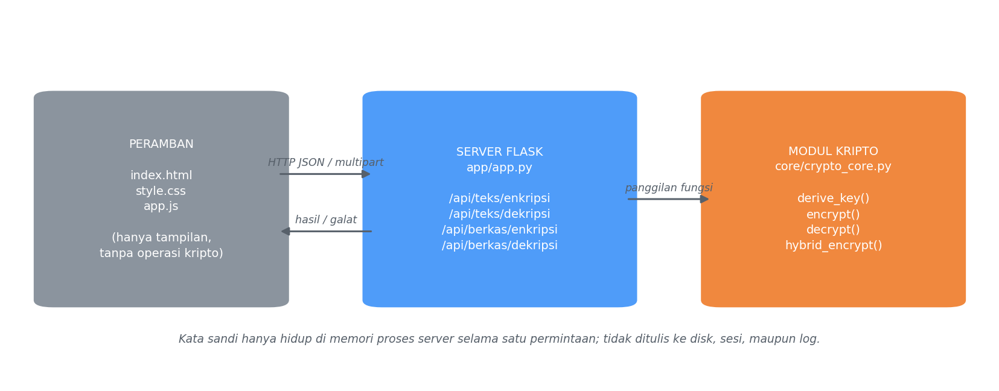 PERAMBAN
index.html
style.css
app.js
(hanya tampilan,
tanpa operasi kripto)
HTTP JSON / multipart
hasil / galat
SERVER FLASK
app/app.py
/api/teks/enkripsi
/api/teks/dekripsi
/api/berkas/enkripsi
/api/berkas/dekripsi
panggilan fungsi
MODUL KRIPTO
core/crypto_core.py
derive_key()
encrypt()
decrypt()
hybrid_encrypt()
Kata sandi hanya hidup di memori proses server selama satu permintaan; tidak ditulis ke disk, sesi, maupun log.